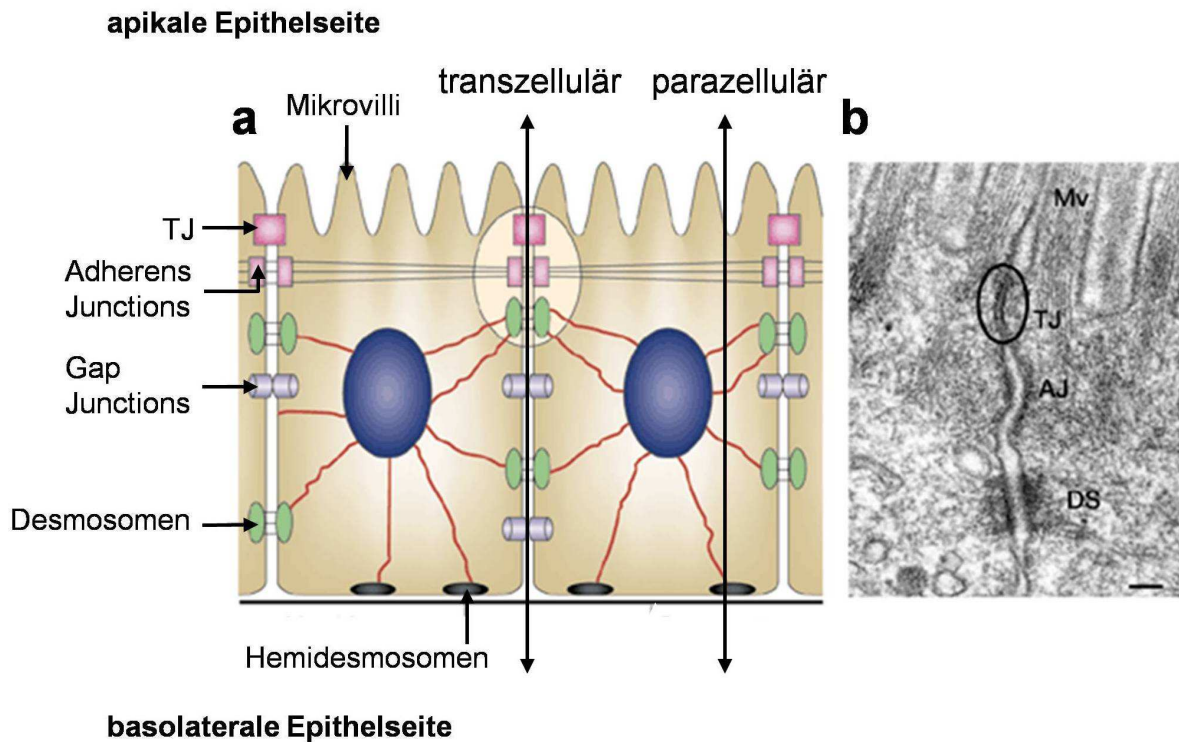 apikale Epithelseite
transzellulär parazellulär
a Mikrovilli b
Mv
TJ
Adherens
Junctions
TJ
Gap
Junctions
AJ
Desmosomen
DS
Hemidesmosomen
basolaterale Epithelseite